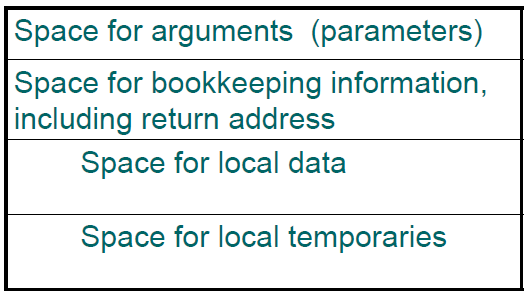 Space for arguments (parameters)
Space for bookkeeping information,
including return address
Space for local data
Space for local temporaries